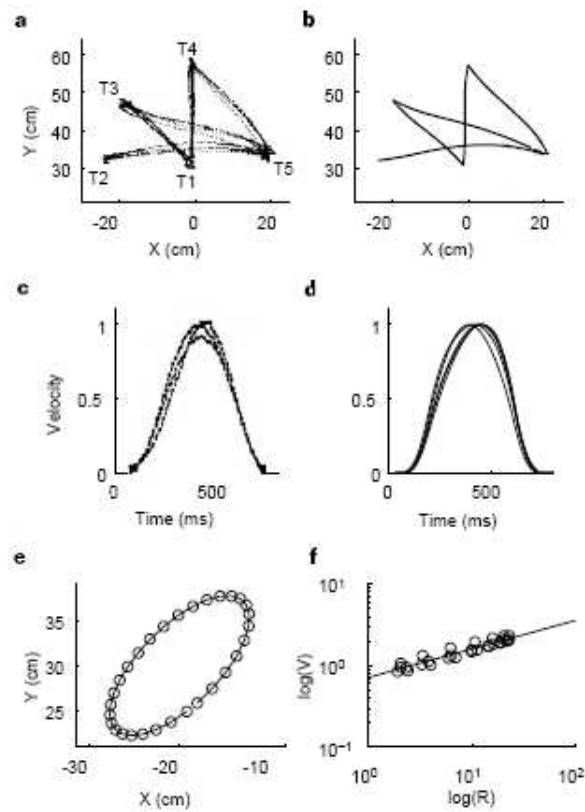 a
b
60
50
40
30
Y (cm)
T4
T3
T2
T1
T5
-20
0
20
X (cm)
60
50
40
30
-20
0
20
X (cm)
c
d
1
0.5
0
Velocity
0
500
Time (ms)
1
0.5
0
0
500
Time (ms)
e
f
35
30
25
Y (cm)
-30
-20
-10
X (cm)
10¹
10⁰
10⁻¹
log(V)
10⁰
10¹
10²
log(R)